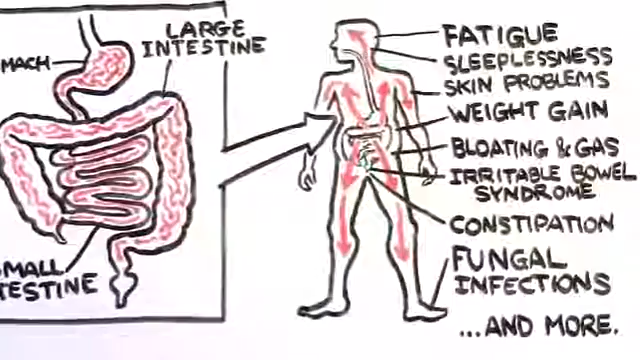 LARGE
INTESTINE
MACH
MALL
TESTINE
FATIGUE
SLEEPLESSNESS
SKIN PROBLEMS
WEIGHT GAIN
BLOATING & GAS
IRRITABLE BOWEL
SYNDROME
CONSTIPATION
FUNGAL
INFECTIONS
...AND MORE.